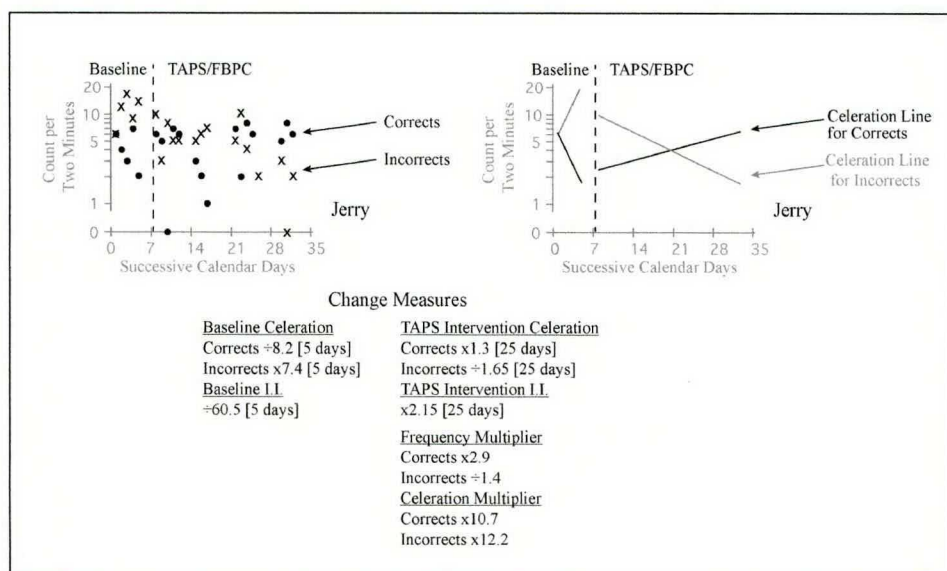 Baseline TAPS/FBPC
20
10
5
1
0
Count per
Two Minutes
Corrects
Incorrects
Jerry
0 7 14 21 28 35
Successive Calendar Days
Baseline TAPS/FBPC
20
10
5
1
0
Count per
Two Minutes
Celeration Line
for Corrects
Celeration Line
for Incorrects
Jerry
0 7 14 21 28 35
Successive Calendar Days
Change Measures
Baseline Celeration
Corrects ÷8.2 [5 days]
Incorrects x7.4 [5 days]
Baseline I.I.
÷60.5 [5 days]
TAPS Intervention Celeration
Corrects x1.3 [25 days]
Incorrects ÷1.65 [25 days]
TAPS Intervention I.I.
x2.15 [25 days]
Frequency Multiplier
Corrects x2.9
Incorrects ÷1.4
Celeration Multiplier
Corrects x10.7
Incorrects x12.2